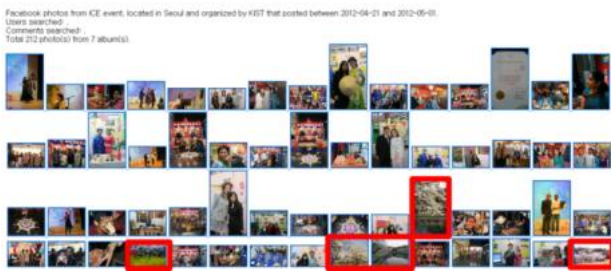 Facebook photos from ICE event, located in Seoul and organized by KIST that posted between 2012-04-21 and 2012-05-01.
Users searched: ,
Comments searched: ,
Total 212 photo(s) from 7 album(s).